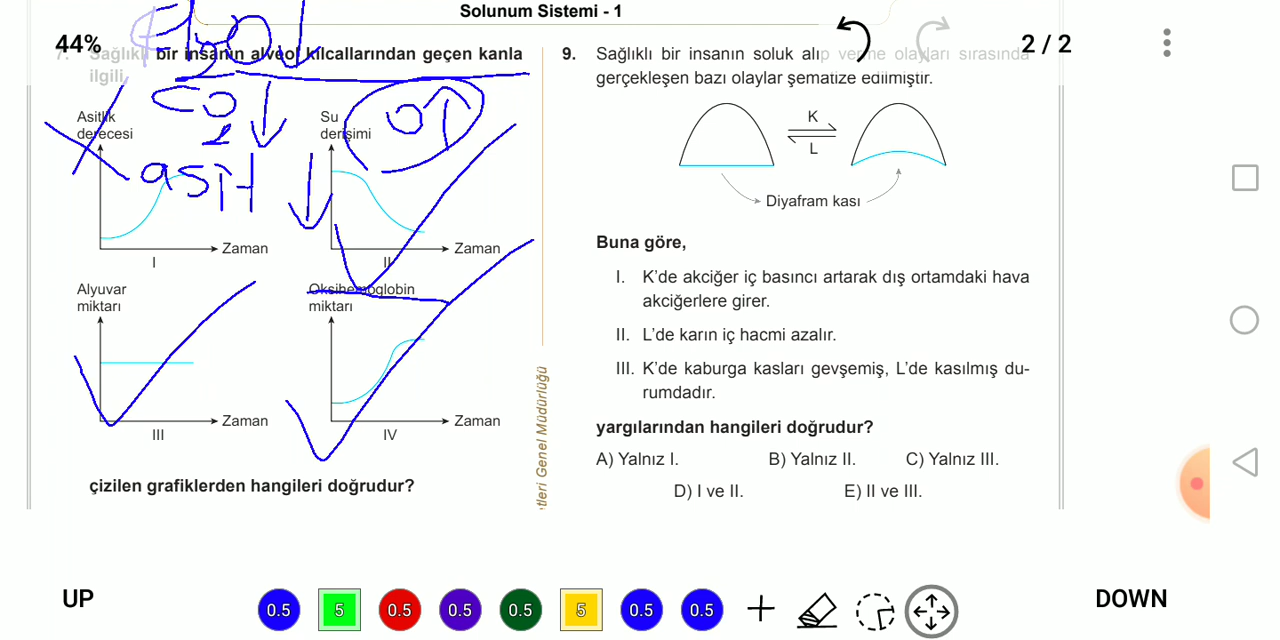 Solunum Sistemi - 1
44%
2 / 2
7. Sağlıklı bir insanın alveol kılcallarından geçen kanla
ilgili
CO2
asit
O
Asitlik
derecesi
Zaman
I
Su
derişimi
Zaman
II
Alyuvar
miktarı
Zaman
III
Oksihemoglobin
miktarı
Zaman
IV
çizilen grafiklerden hangileri doğrudur?
tleri Genel Müdürlüğü
9. Sağlıklı bir insanın soluk alıp verme olayları sırasında
gerçekleşen bazı olaylar şematize edilmiştir.
K
L
Diyafram kası
Buna göre,
I. K’de akciğer iç basıncı artarak dış ortamdaki hava
akciğerlere girer.
II. L’de karın iç hacmi azalır.
III. K’de kaburga kasları gevşemiş, L’de kasılmış du-
rumdadır.
yargılarından hangileri doğrudur?
A) Yalnız I. B) Yalnız II. C) Yalnız III.
D) I ve II. E) II ve III.
UP
0.5 5 0.5 0.5 0.5 5 0.5 0.5
DOWN